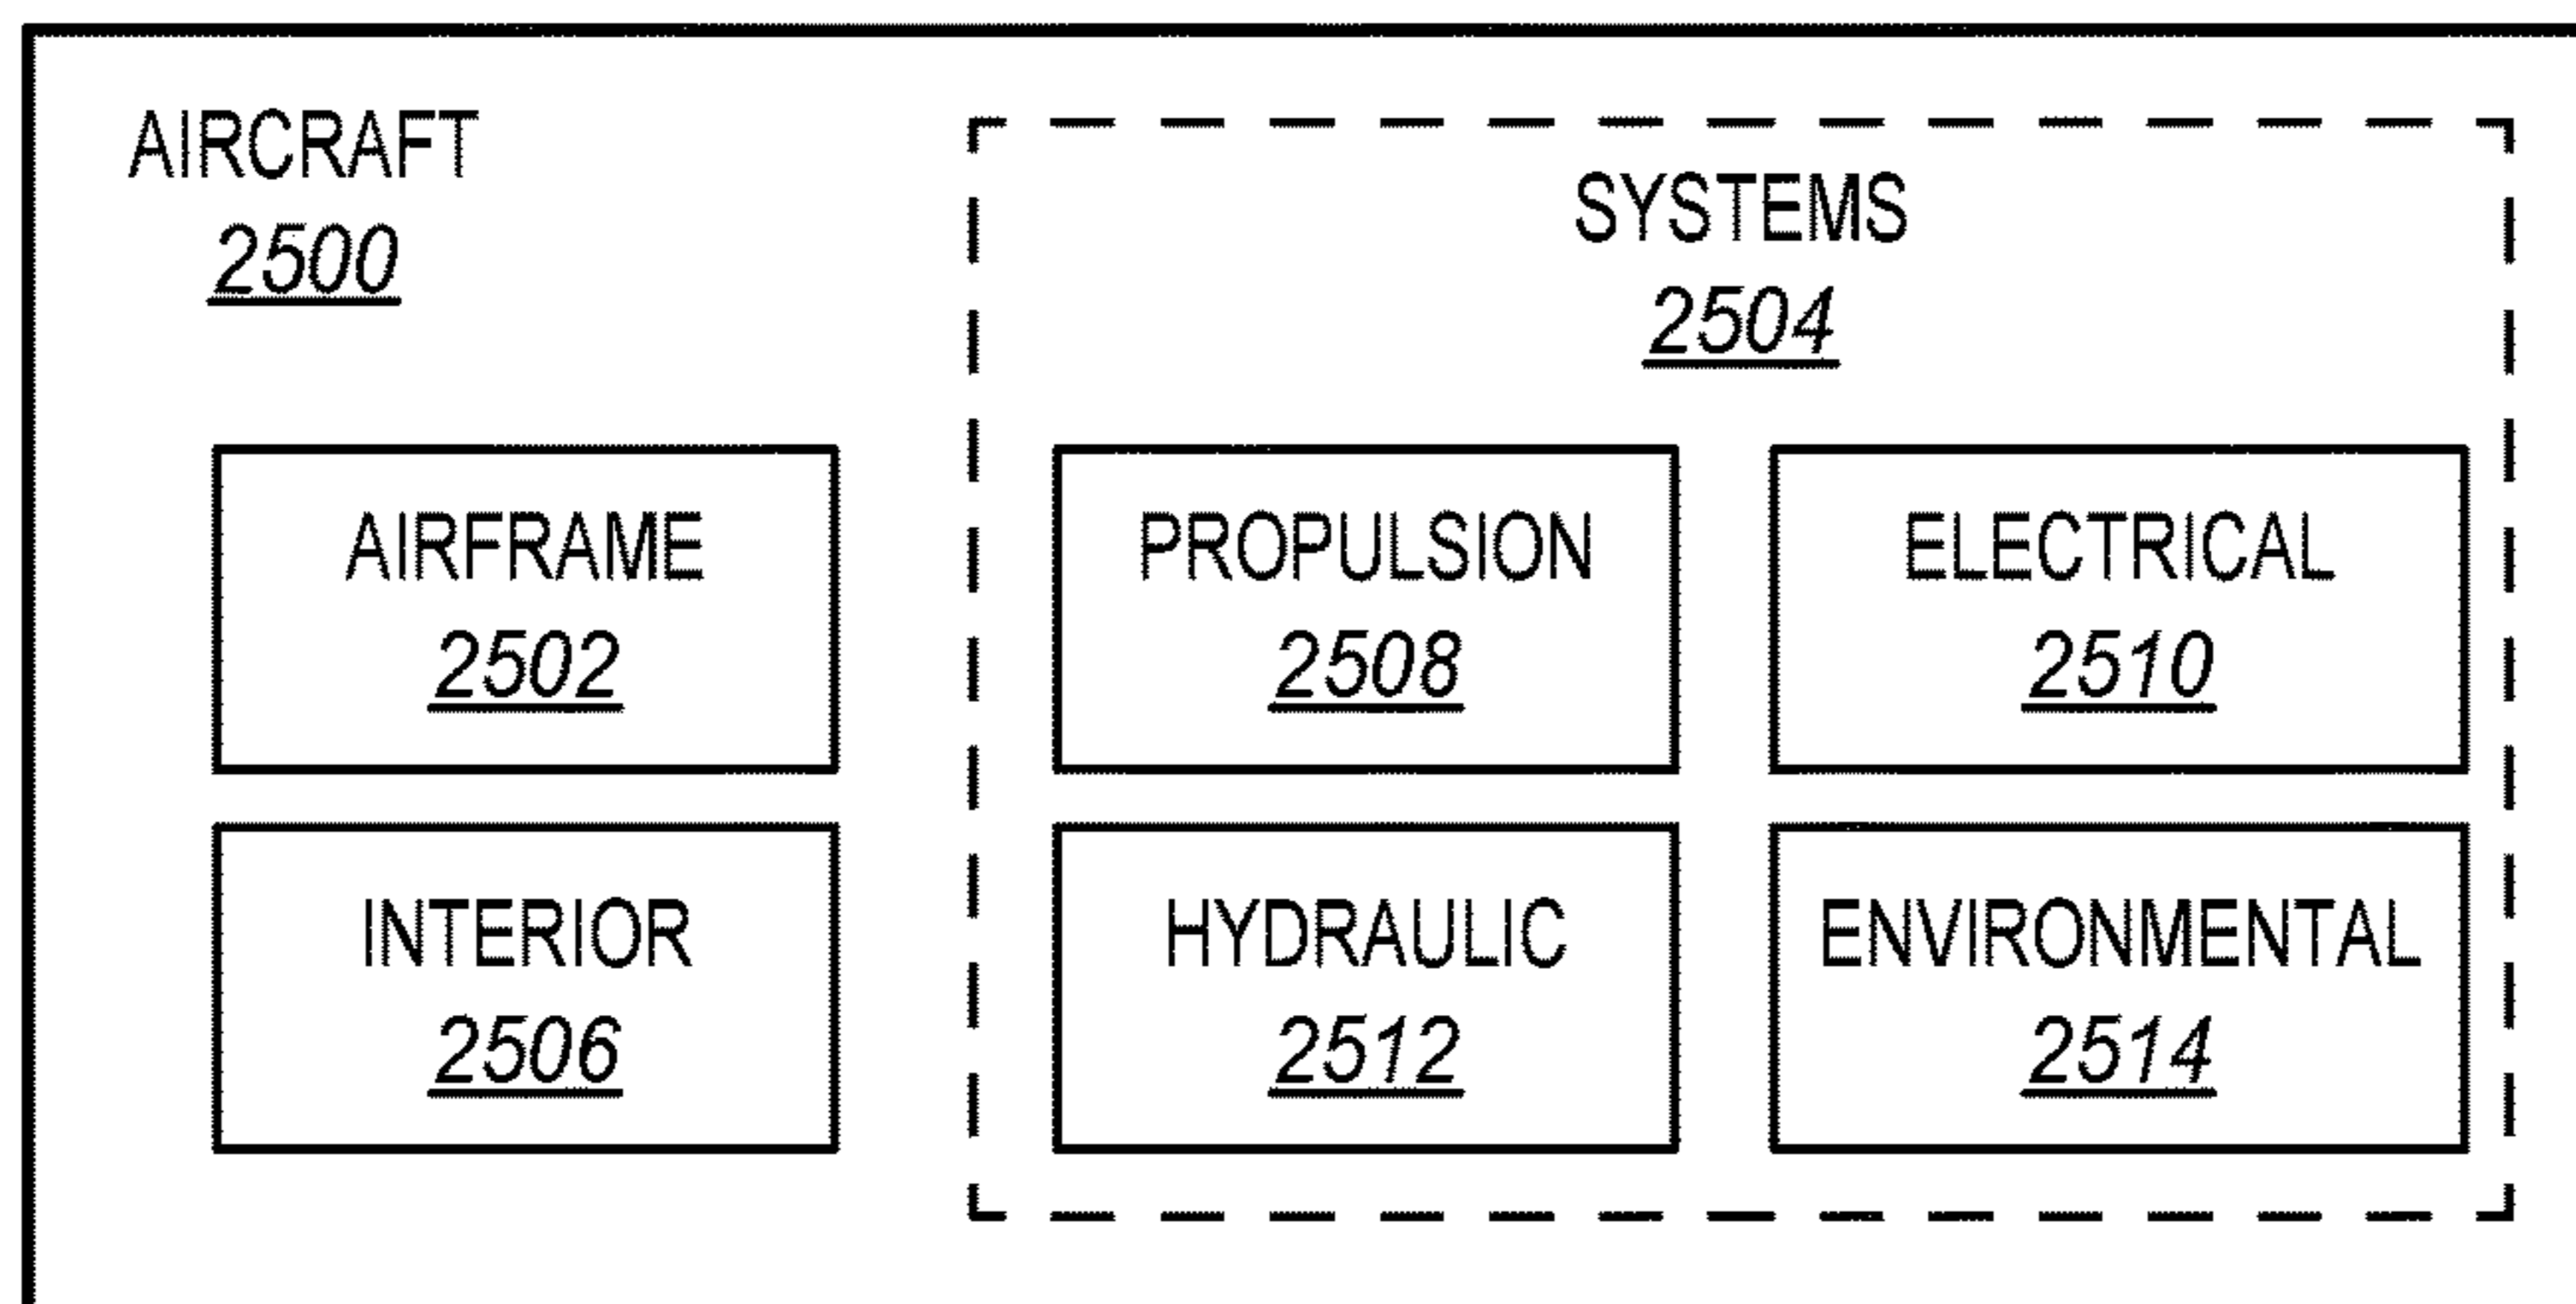 AIRCRAFT
2500
SYSTEMS
2504
AIRFRAME
2502
PROPULSION
2508
ELECTRICAL
2510
INTERIOR
2506
HYDRAULIC
2512
ENVIRONMENTAL
2514